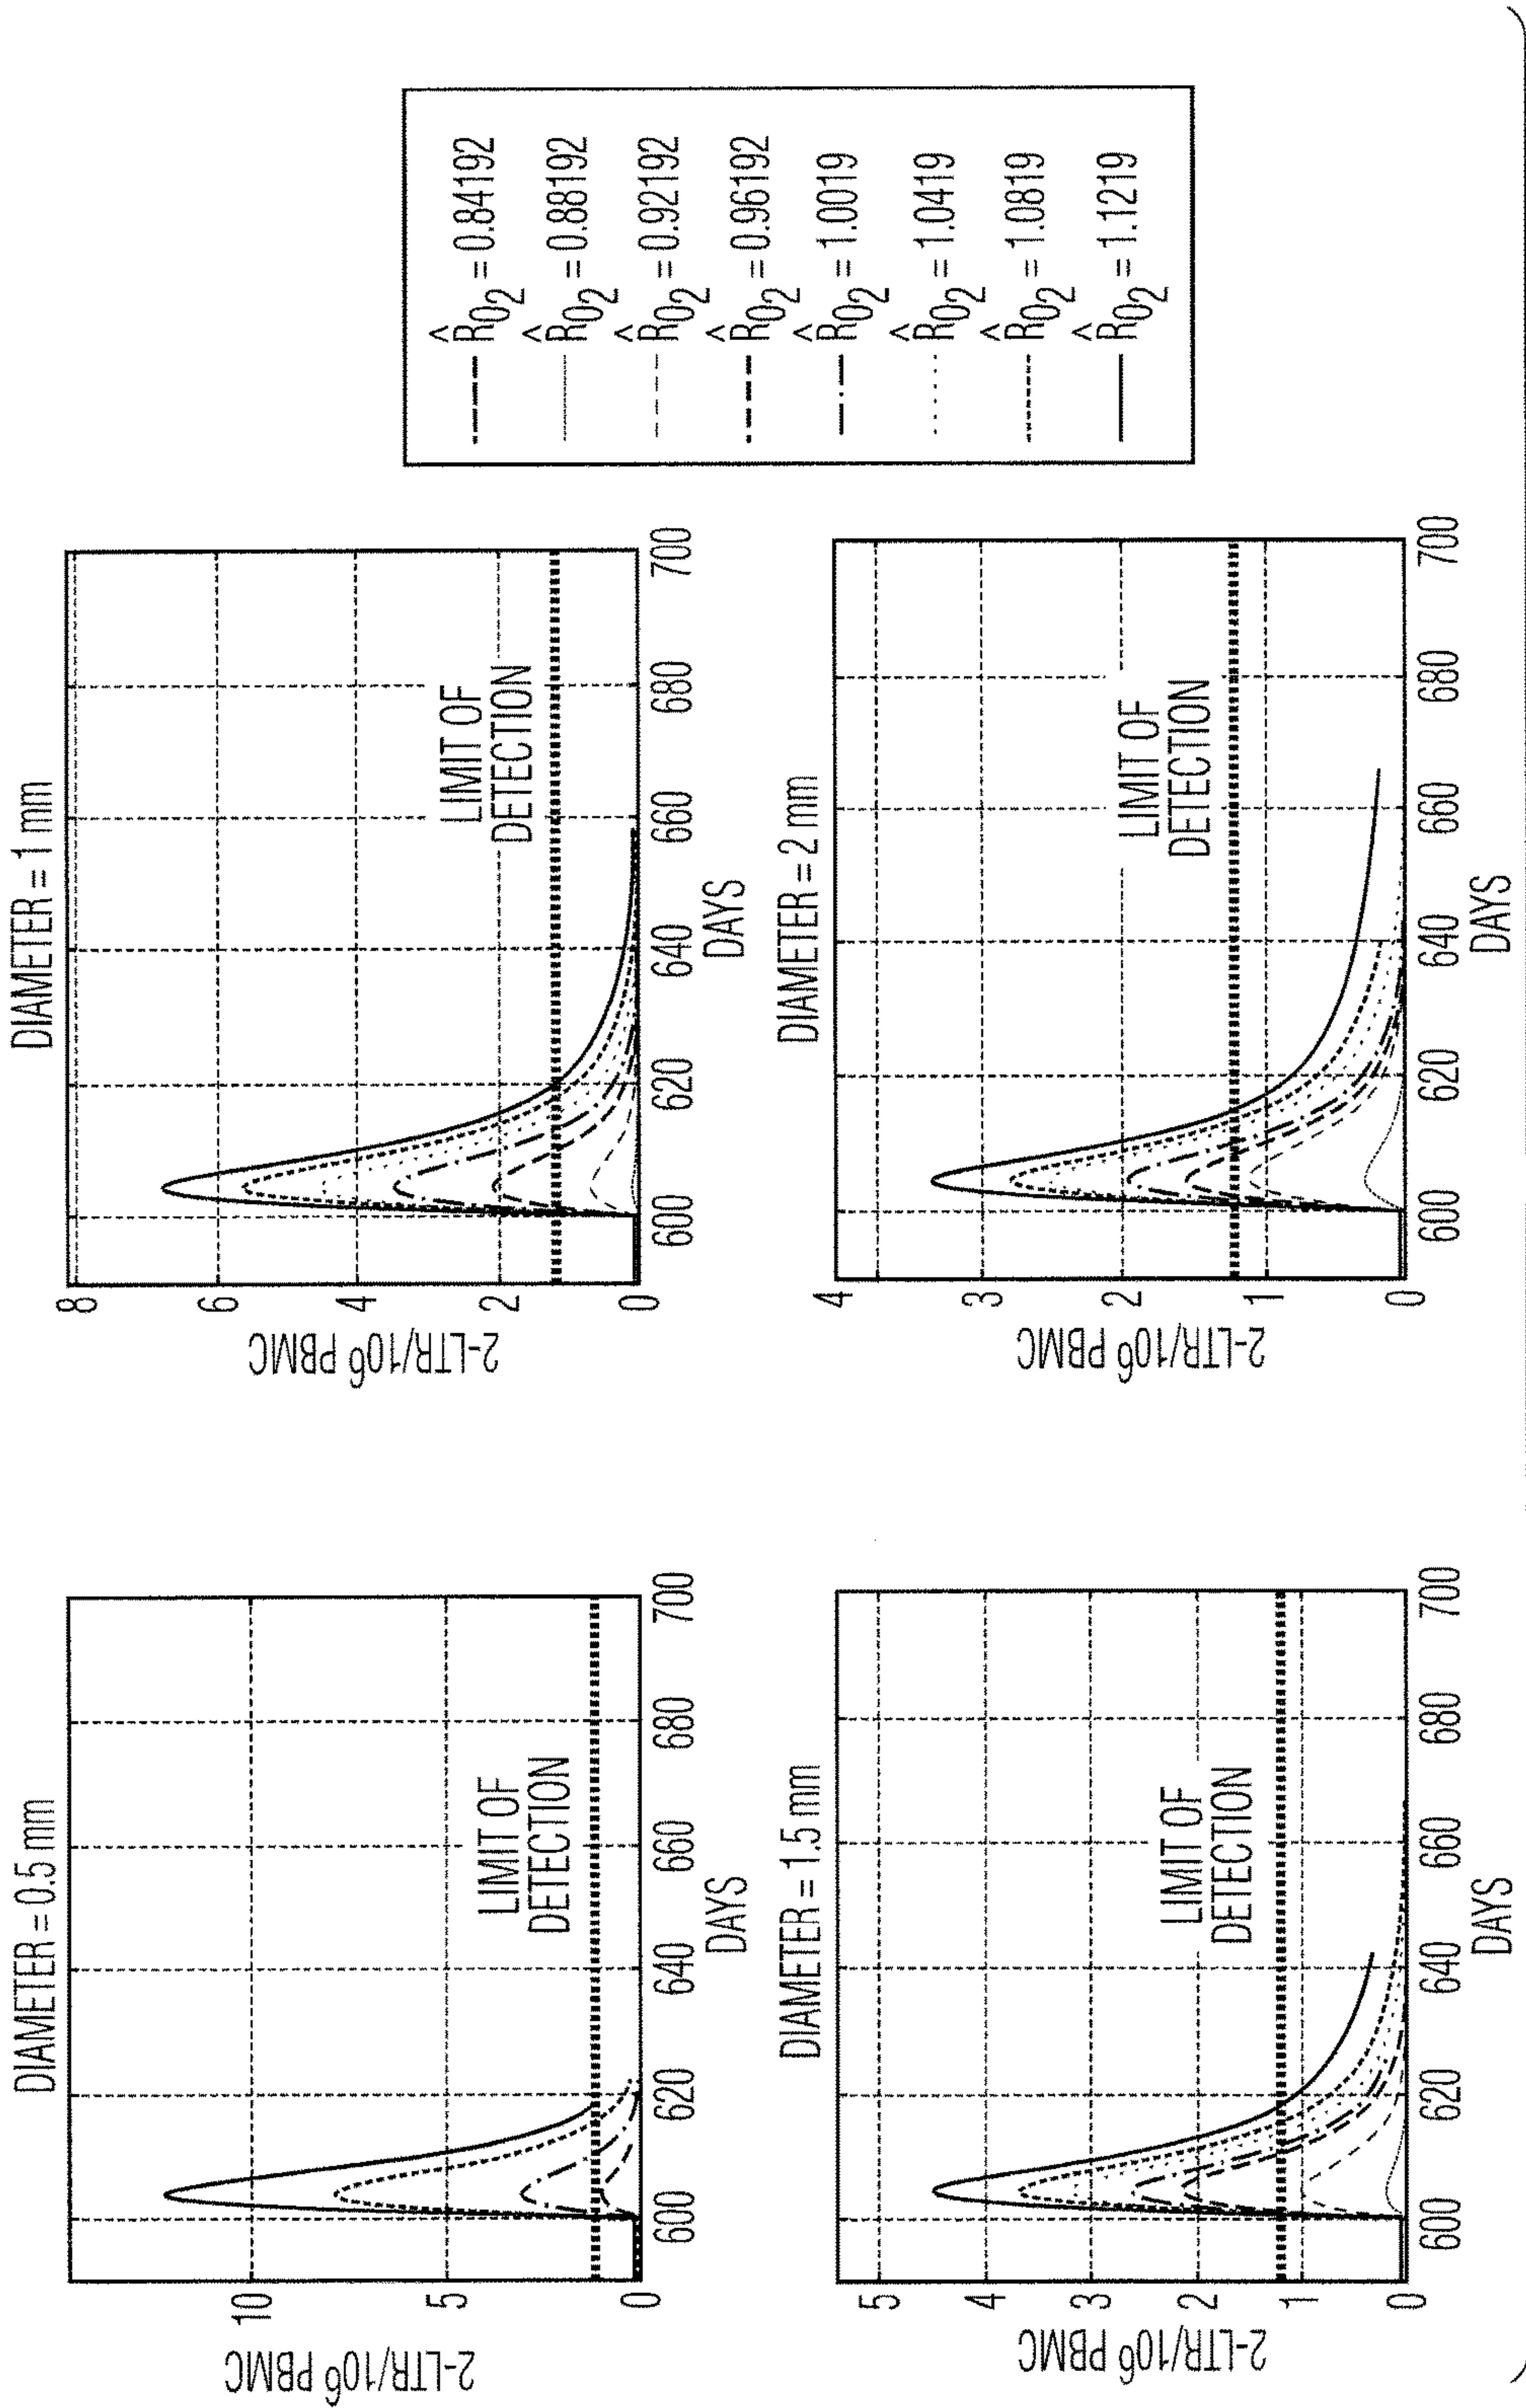 DIAMETER = 0.5 mm
2-LTR/10⁶ PBMC
10
5
0
600
620
640
660
680
700
DAYS
LIMIT OF
DETECTION
DIAMETER = 1 mm
2-LTR/10⁶ PBMC
8
6
4
2
0
600
620
640
660
680
700
DAYS
LIMIT OF
DETECTION
DIAMETER = 1.5 mm
2-LTR/10⁶ PBMC
5
4
3
2
1
0
600
620
640
660
680
700
DAYS
LIMIT OF
DETECTION
DIAMETER = 2 mm
2-LTR/10⁶ PBMC
4
3
2
1
0
600
620
640
660
680
700
DAYS
LIMIT OF
DETECTION
R̂₀₂ = 0.84192
R̂₀₂ = 0.88192
R̂₀₂ = 0.92192
R̂₀₂ = 0.96192
R̂₀₂ = 1.0019
R̂₀₂ = 1.0419
R̂₀₂ = 1.0819
R̂₀₂ = 1.1219